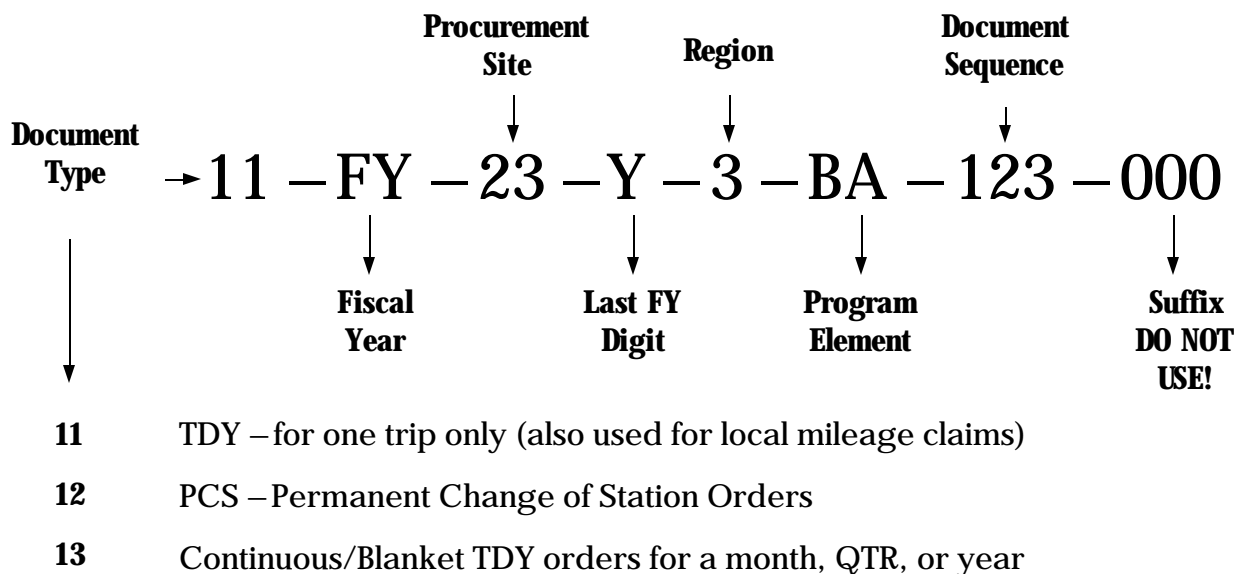 Procurement
Site
Region
Document
Sequence
Document
Type
11 – FY – 23 – Y – 3 – BA – 123 – 000
Fiscal
Year
Last FY
Digit
Program
Element
Suffix
DO NOT
USE!
11 TDY – for one trip only (also used for local mileage claims)
12 PCS – Permanent Change of Station Orders
13 Continuous/Blanket TDY orders for a month, QTR, or year